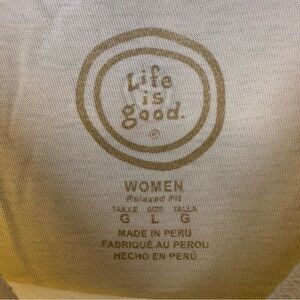 Life
is
good.
®
WOMEN
Relaxed Fit
TAILLE SIZE TALLA
G L G
MADE IN PERU
FABRIQUÉ AU PEROU
HECHO EN PERÚ